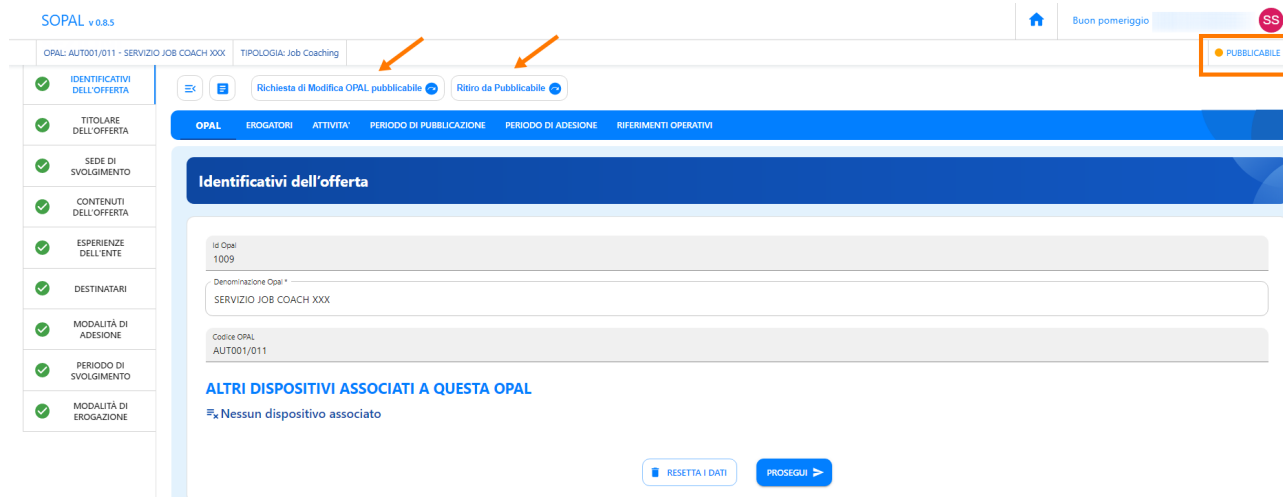 SOPAL v 0.8.5
Buon pomeriggio
SS
OPAL: AUT001/011 - SERVIZIO JOB COACH XXX TIPOLOGIA: Job Coaching
PUBBLICABILE
IDENTIFICATIVI
DELL'OFFERTA
TITOLARE
DELL'OFFERTA
SEDE DI
SVOLGIMENTO
CONTENUTI
DELL'OFFERTA
ESPERIENZE
DELL'ENTE
DESTINATARI
MODALITÀ DI
ADESIONE
PERIODO DI
SVOLGIMENTO
MODALITÀ DI
EROGAZIONE
Richiesta di Modifica OPAL pubblicabile Ritiro da Pubblicabile
OPAL EROGATORI ATTIVITA' PERIODO DI PUBBLICAZIONE PERIODO DI ADESIONE RIFERIMENTI OPERATIVI
Identificativi dell'offerta
Id Opal
1009
Denominazione Opal *
SERVIZIO JOB COACH XXX
Codice OPAL
AUT001/011
ALTRI DISPOSITIVI ASSOCIATI A QUESTA OPAL
Nessun dispositivo associato
RESETTA I DATI PROSEGUI